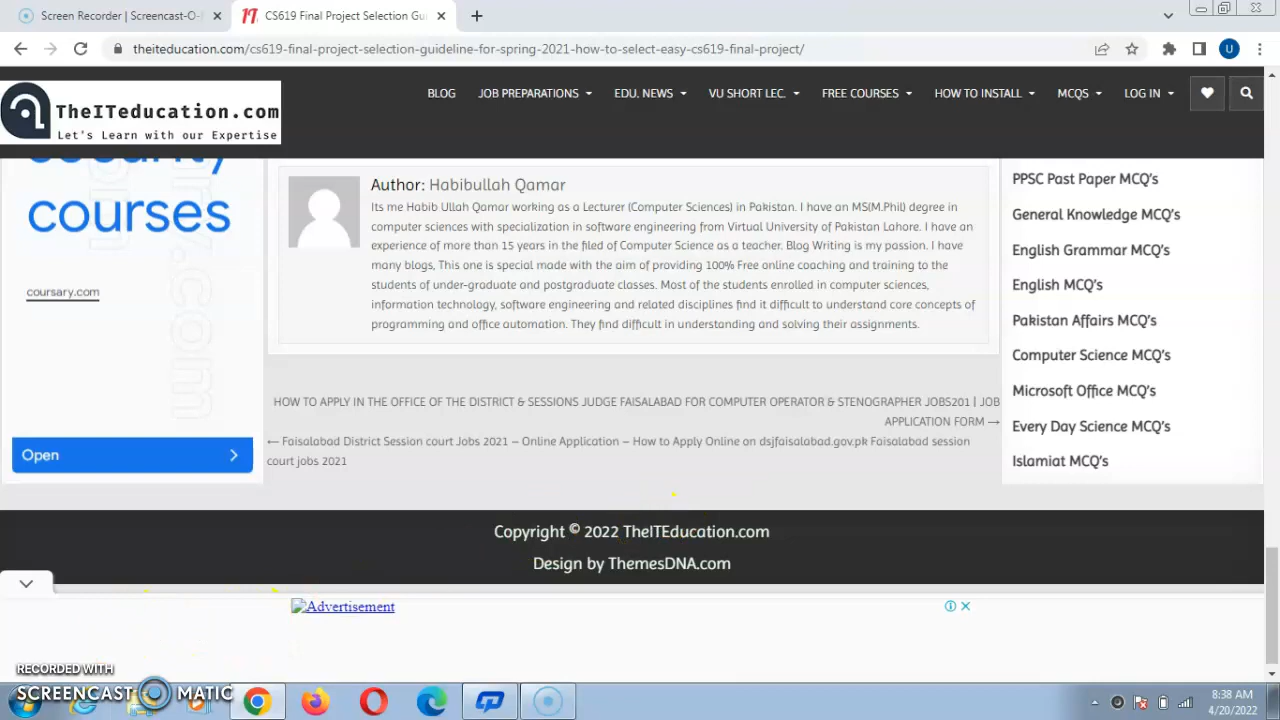 Screen Recorder | Screencast-O-
CS619 Final Project Selection Gui
theiteducation.com/cs619-final-project-selection-guideline-for-spring-2021-how-to-select-easy-cs619-final-project/
U
TheITeducation.com
Let's Learn with our Expertise
BLOG
JOB PREPARATIONS
EDU. NEWS
VU SHORT LEC.
FREE COURSES
HOW TO INSTALL
MCQS
LOG IN
security
courses
coursary.com
Open
Author: Habibullah Qamar
Its me Habib Ullah Qamar working as a Lecturer (Computer Sciences) in Pakistan. I have an MS(M.Phil) degree in
computer sciences with specialization in software engineering from Virtual University of Pakistan Lahore. I have an
experience of more than 15 years in the filed of Computer Science as a teacher. Blog Writing is my passion. I have
many blogs, This one is special made with the aim of providing 100% Free online coaching and training to the
students of under-graduate and postgraduate classes. Most of the students enrolled in computer sciences,
information technology, software engineering and related disciplines find it difficult to understand core concepts of
programming and office automation. They find difficult in understanding and solving their assignments.
HOW TO APPLY IN THE OFFICE OF THE DISTRICT & SESSIONS JUDGE FAISALABAD FOR COMPUTER OPERATOR & STENOGRAPHER JOBS201 | JOB
APPLICATION FORM →
← Faisalabad District Session court Jobs 2021 – Online Application – How to Apply Online on dsjfaisalabad.gov.pk Faisalabad session
court jobs 2021
PPSC Past Paper MCQ's
General Knowledge MCQ's
English Grammar MCQ's
English MCQ's
Pakistan Affairs MCQ's
Computer Science MCQ's
Microsoft Office MCQ's
Every Day Science MCQ's
Islamiat MCQ's
Copyright © 2022 TheITEducation.com
Design by ThemesDNA.com
Advertisement
RECORDED WITH
SCREENCAST MATIC
8:38 AM
4/20/2022